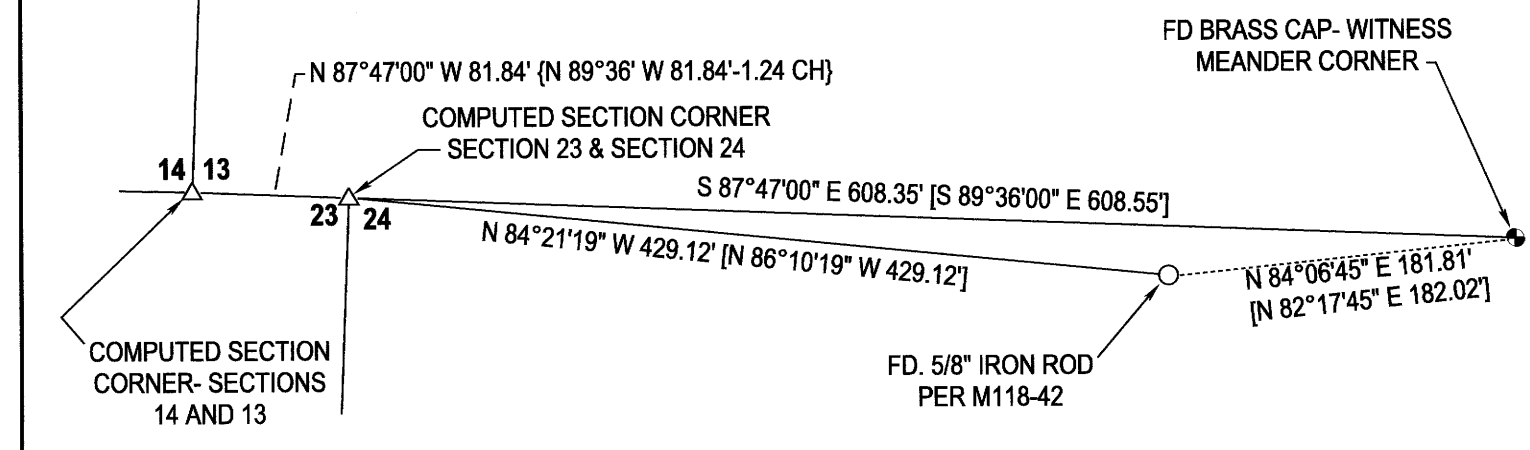 FD BRASS CAP- WITNESS
MEANDER CORNER
N 87°47'00" W 81.84' {N 89°36' W 81.84'-1.24 CH}
COMPUTED SECTION CORNER
SECTION 23 & SECTION 24
14 13
23 24
S 87°47'00" E 608.35' [S 89°36'00" E 608.55']
N 84°21'19" W 429.12' [N 86°10'19" W 429.12']
N 84°06'45" E 181.81'
[N 82°17'45" E 182.02']
COMPUTED SECTION
CORNER- SECTIONS
14 AND 13
FD. 5/8" IRON ROD
PER M118-42